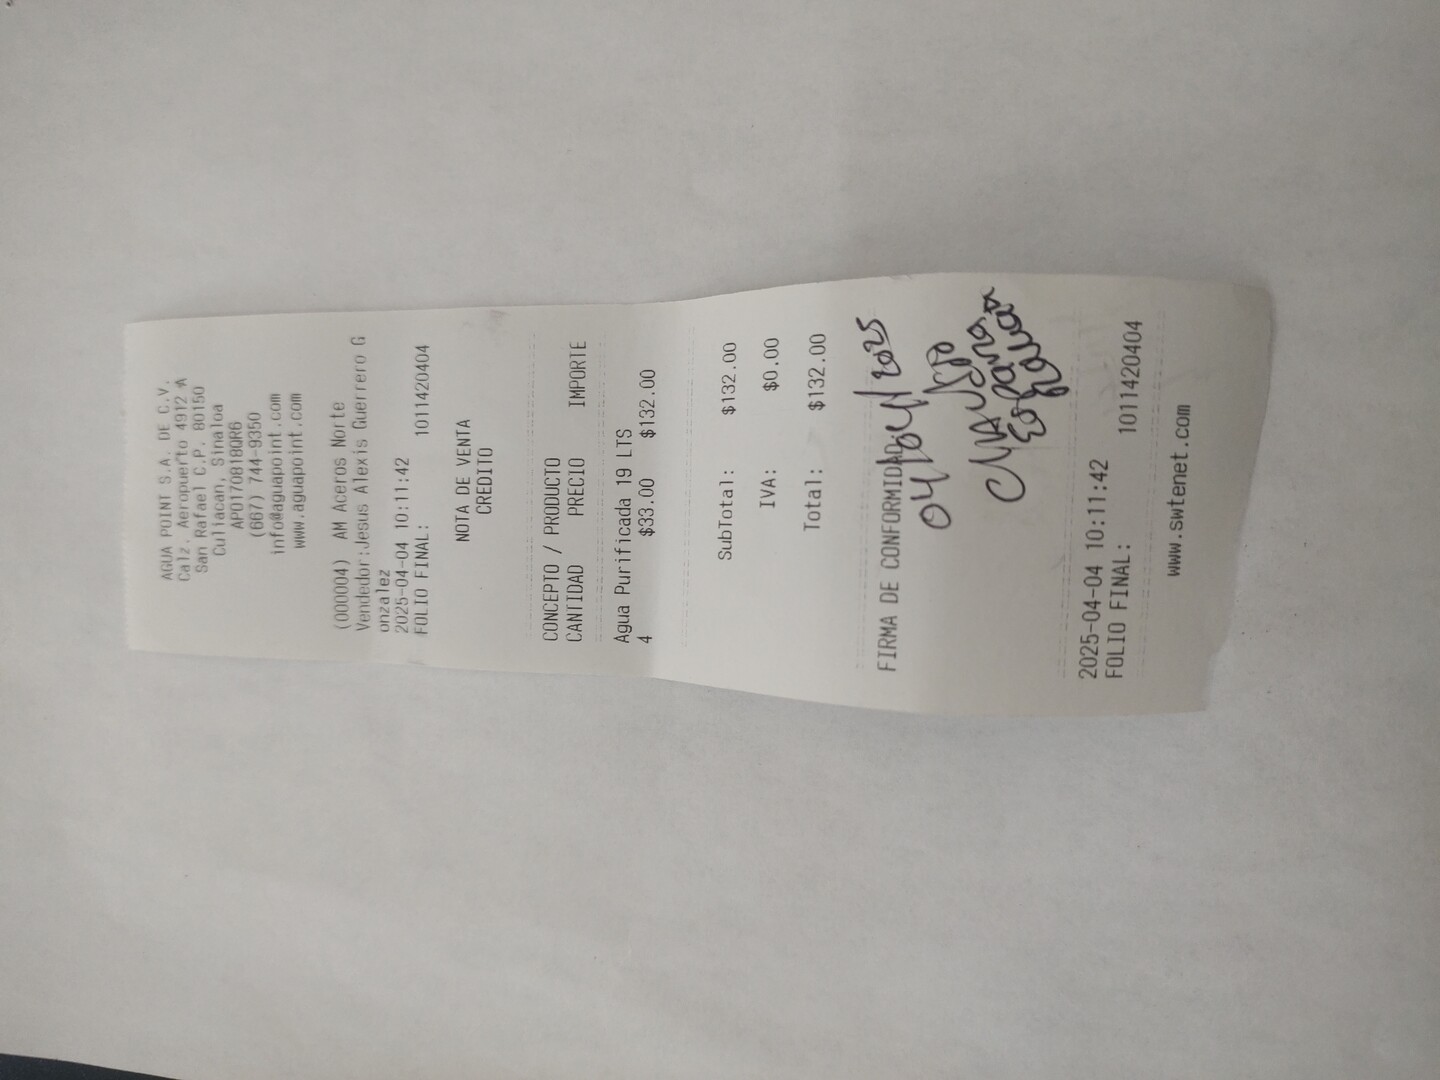 AGUA POINT S.A. DE C.V.
Calz. Aeropuerto 4912 A
San Rafael C.P. 80150
Culiacan, Sinaloa
APO170818QR6
(667) 744-9350
info@aguapoint.com
www.aguapoint.com
(000004) AM Aceros Norte
Vendedor:Jesus Alexis Guerrero G
onzalez
2025-04-04 10:11:42
FOLIO FINAL: 1011420404
NOTA DE VENTA
CREDITO
CONCEPTO / PRODUCTO
CANTIDAD PRECIO IMPORTE
Agua Purificada 19 LTS
4 $33.00 $132.00
SubTotal: $132.00
IVA: $0.00
Total: $132.00
FIRMA DE CONFORMIDAD
04/04/2025
2025-04-04 10:11:42
FOLIO FINAL: 1011420404
www.swtenet.com